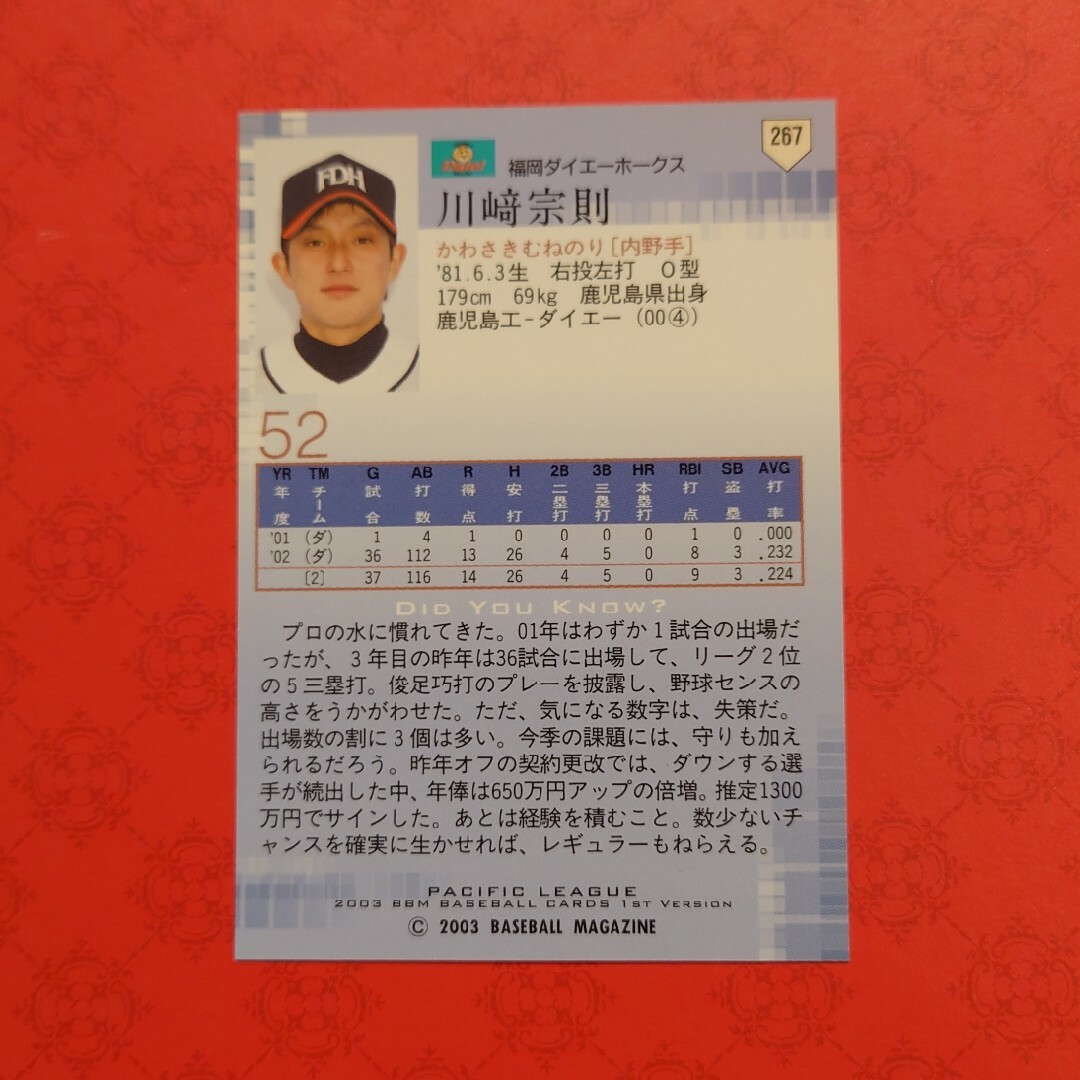 267
FDH
福岡ダイエーホークス
川﨑宗則
かわさきむねのり[内野手]
'81.6.3生 右投左打 O型
179cm 69kg 鹿児島県出身
鹿児島工-ダイエー (00④)
52
YR TM G AB R H 2B 3B HR RBI SB AVG
年度 チーム 試合 打数 得点 安打 二塁打 三塁打 本塁打 打点 盗塁 打率
'01 (ダ) 1 4 1 0 0 0 0 1 0 .000
'02 (ダ) 36 112 13 26 4 5 0 8 3 .232
[2] 37 116 14 26 4 5 0 9 3 .224
DID YOU KNOW?
プロの水に慣れてきた。01年はわずか1試合の出場だ
ったが、3年目の昨年は36試合に出場して、リーグ2位
の5三塁打。俊足巧打のプレーを披露し、野球センスの
高さをうかがわせた。ただ、気になる数字は、失策だ。
出場数の割に3個は多い。今季の課題には、守りも加え
られるだろう。昨年オフの契約更改では、ダウンする選
手が続出した中、年俸は650万円アップの倍増。推定1300
万円でサインした。あとは経験を積むこと。数少ないチ
ャンスを確実に生かせれば、レギュラーもねらえる。
PACIFIC LEAGUE
2003 BBM BASEBALL CARDS 1ST VERSION
© 2003 BASEBALL MAGAZINE